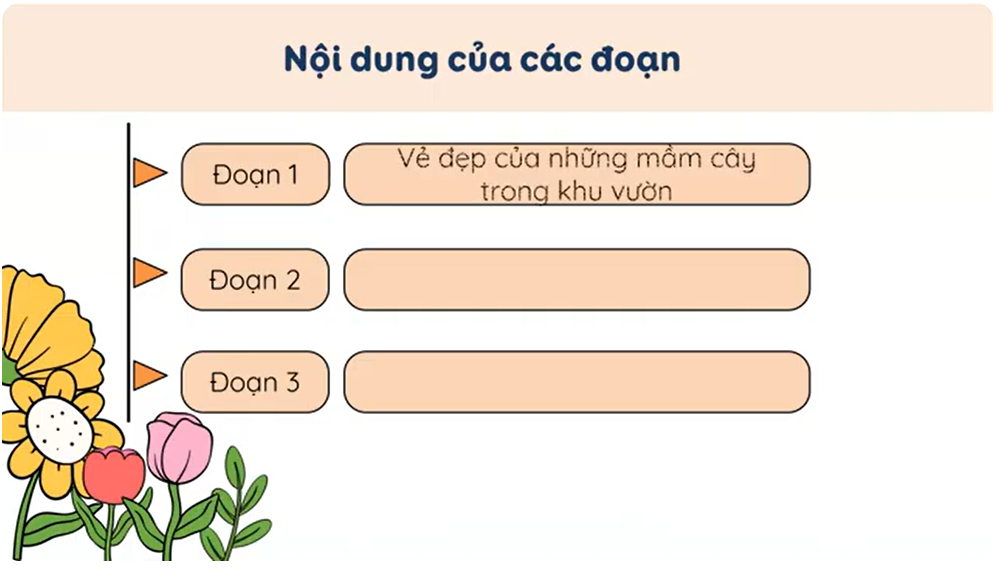 Nội dung của các đoạn
Đoạn 1
Vẻ đẹp của những mầm cây
trong khu vườn
Đoạn 2
Đoạn 3